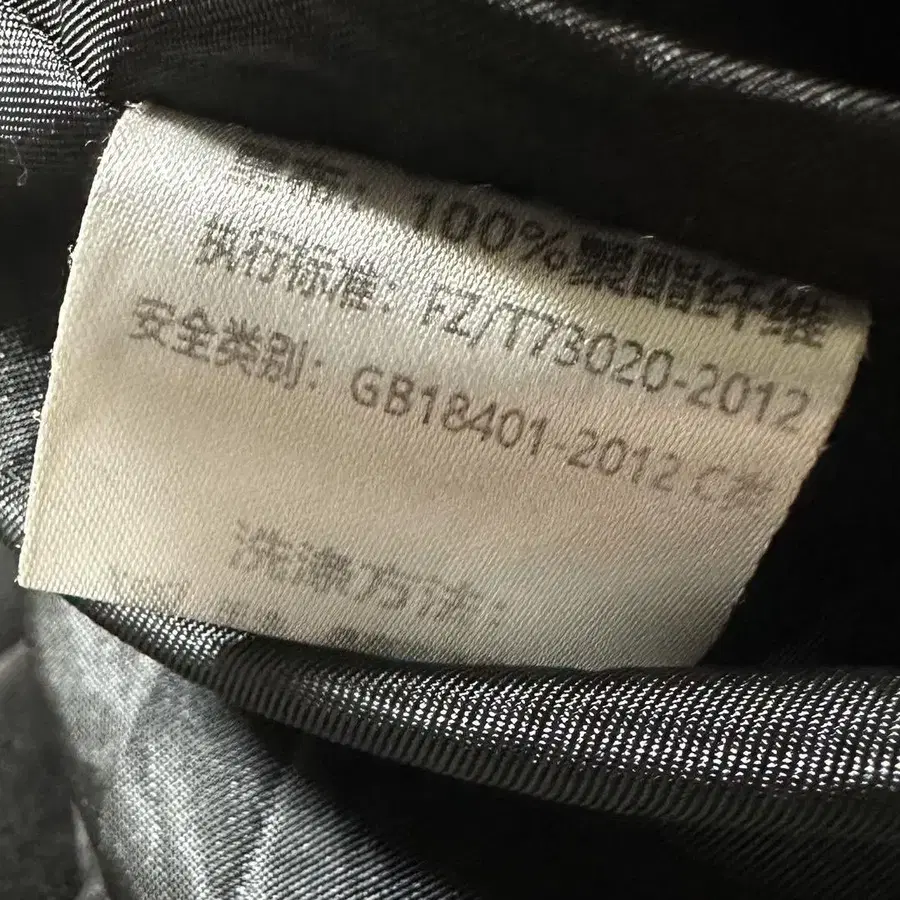 100%聚酯纤维
执行标准：FZ/T73020-2012
安全类别：GB18401-2012 C类
洗涤方法：